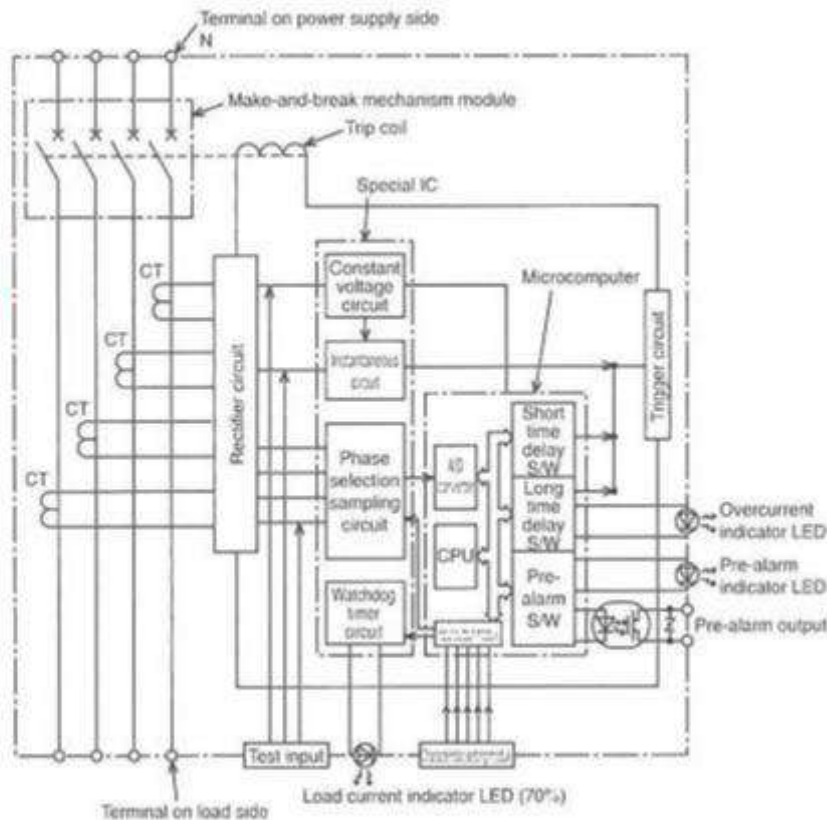 Terminal on power supply side
N
Make-and-break mechanism module
Trip coil
Special IC
CT
Constant
voltage
circuit
Microcomputer
CT
Rectifier circuit
Trigger circuit
Short
time
delay
S/W
CT
Phase
selection
sampling
circuit
CT
Long
time
delay
S/W
Overcurrent
indicator LED
CPU
Pre-alarm
indicator LED
Pre-
alarm
S/W
Watchdog
timer
circuit
Pre-alarm output
Test input
Load current indicator LED (70%)
Terminal on load side